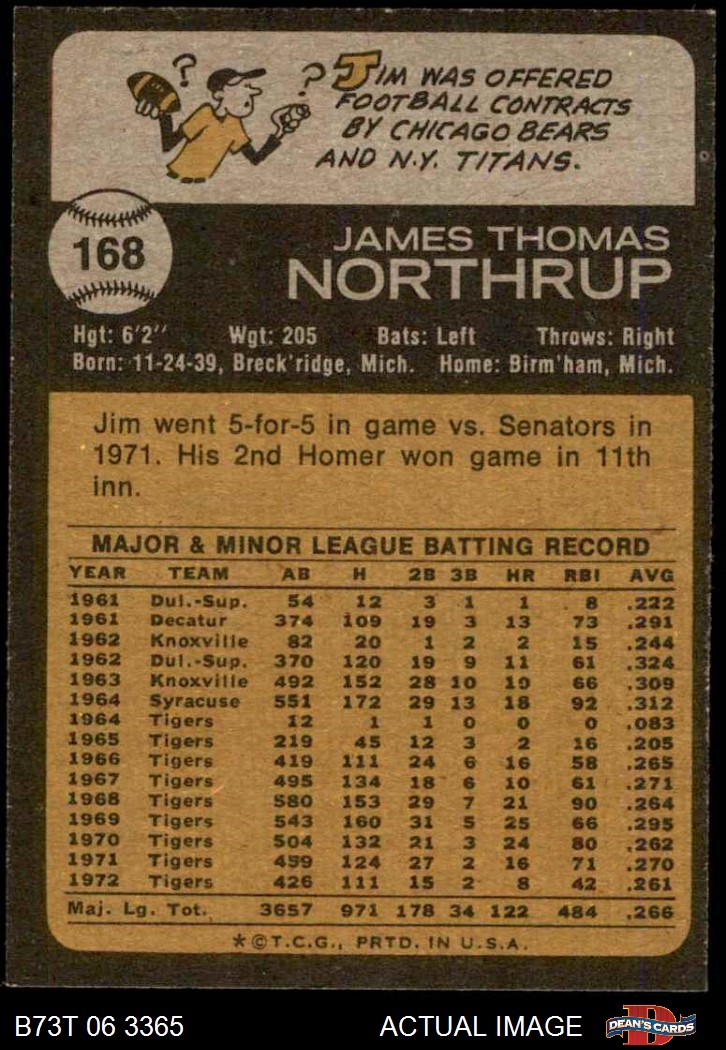 ? ? JIM WAS OFFERED
FOOTBALL CONTRACTS
BY CHICAGO BEARS
AND N.Y. TITANS.
168
JAMES THOMAS
NORTHRUP
Hgt: 6'2" Wgt: 205 Bats: Left Throws: Right
Born: 11-24-39, Breck'ridge, Mich. Home: Birm'ham, Mich.
Jim went 5-for-5 in game vs. Senators in
1971. His 2nd Homer won game in 11th
inn.
MAJOR & MINOR LEAGUE BATTING RECORD
YEAR TEAM AB H 2B 3B HR RBI AVG
1961 Dul.-Sup. 54 12 3 1 1 8 .222
1961 Decatur 374 109 19 3 13 73 .291
1962 Knoxville 82 20 1 2 2 15 .244
1962 Dul.-Sup. 370 120 19 9 11 61 .324
1963 Knoxville 492 152 28 10 10 66 .309
1964 Syracuse 551 172 29 13 18 92 .312
1964 Tigers 12 1 1 0 0 0 .083
1965 Tigers 219 45 12 3 2 16 .205
1966 Tigers 419 111 24 6 16 58 .265
1967 Tigers 495 134 18 6 10 61 .271
1968 Tigers 580 153 29 7 21 90 .264
1969 Tigers 543 160 31 5 25 66 .295
1970 Tigers 504 132 21 3 24 80 .262
1971 Tigers 459 124 27 2 16 71 .270
1972 Tigers 426 111 15 2 8 42 .261
Maj. Lg. Tot. 3657 971 178 34 122 484 .266
*©T.C.G., PRTD. IN U.S.A.
B73T 06 3365 ACTUAL IMAGE DEAN'S CARDS